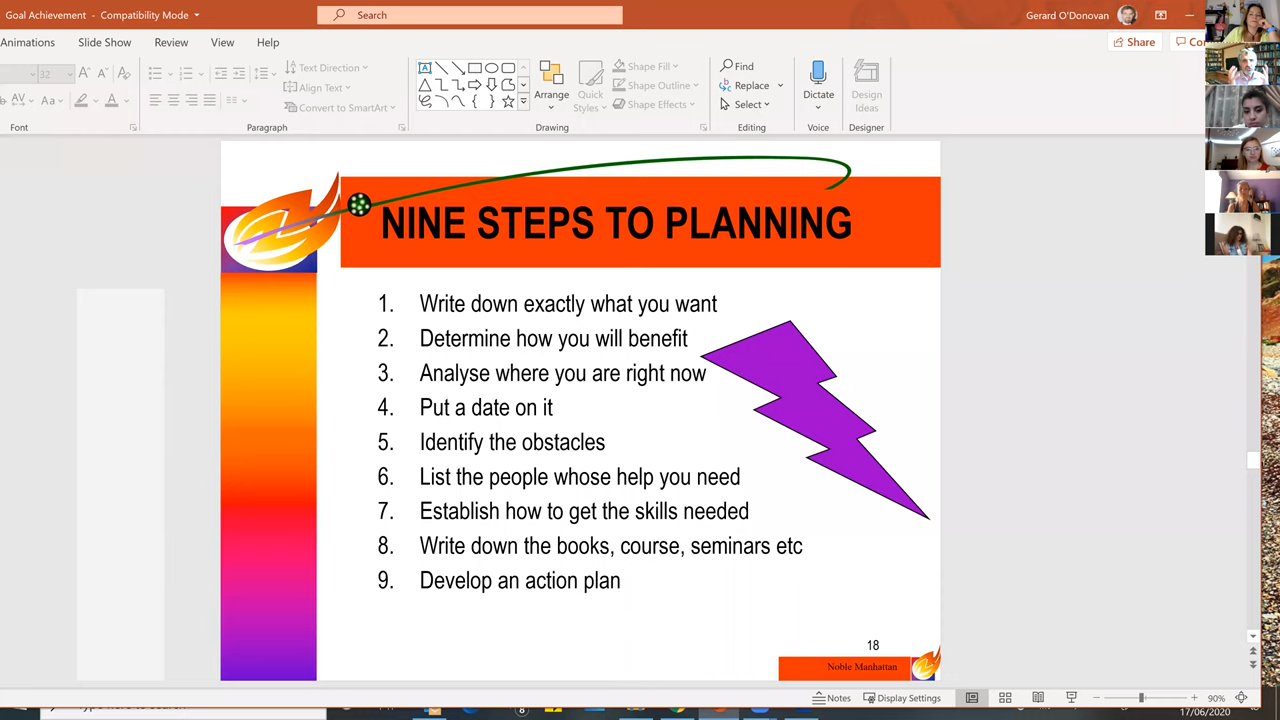 Goal Achievement - Compatibility Mode
Search
Gerard O'Donovan
Animations Slide Show Review View Help
Share
32
Aa
Text Direction
Align Text
Convert to SmartArt
Arrange
Quick Styles
Shape Fill
Shape Outline
Shape Effects
Find
Replace
Select
Dictate
Design Ideas
Font Paragraph Drawing Editing Voice Designer
NINE STEPS TO PLANNING
1. Write down exactly what you want
2. Determine how you will benefit
3. Analyse where you are right now
4. Put a date on it
5. Identify the obstacles
6. List the people whose help you need
7. Establish how to get the skills needed
8. Write down the books, course, seminars etc
9. Develop an action plan
18
Noble Manhattan
Notes Display Settings 90%
17/06/2020